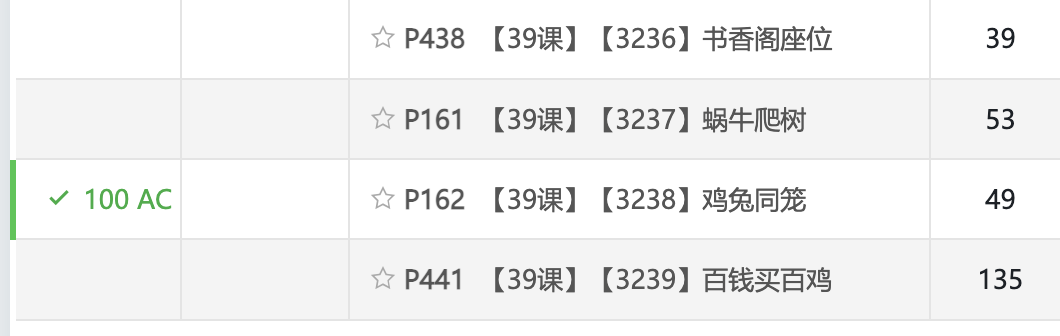 ☆ P438 【39课】【3236】书香阁座位 39
☆ P161 【39课】【3237】蜗牛爬树 53
✓ 100 AC ☆ P162 【39课】【3238】鸡兔同笼 49
☆ P441 【39课】【3239】百钱买百鸡 135